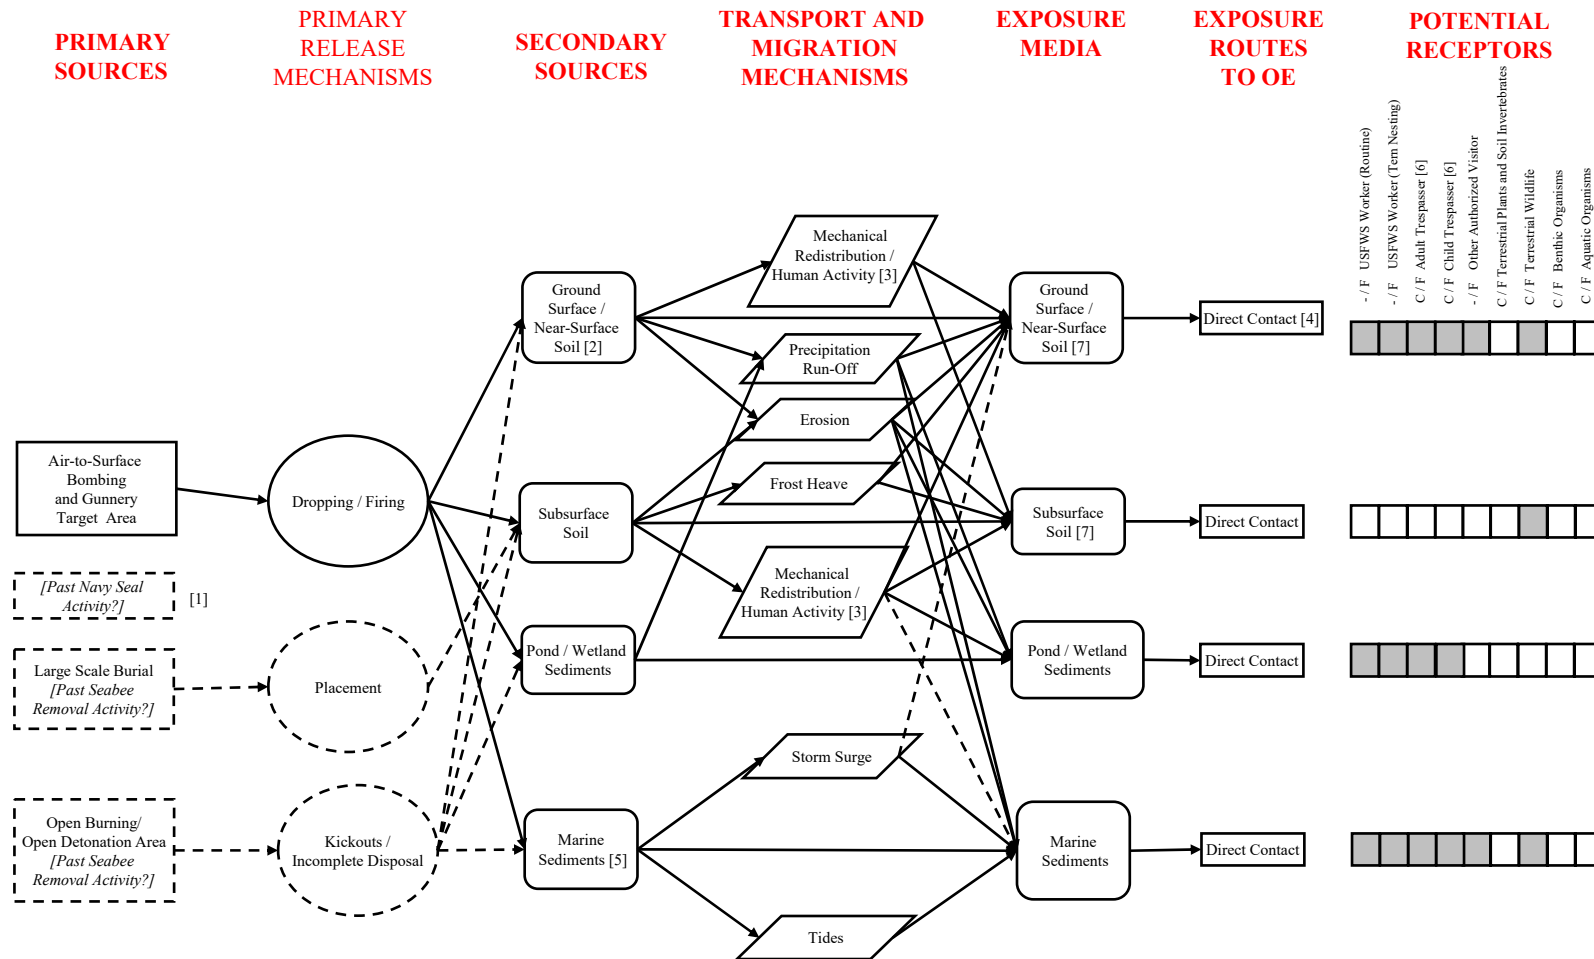 PRIMARY
SOURCES
PRIMARY
RELEASE
MECHANISMS
SECONDARY
SOURCES
TRANSPORT AND
MIGRATION
MECHANISMS
EXPOSURE
MEDIA
EXPOSURE
ROUTES
TO OE
POTENTIAL
RECEPTORS
- / F USFWS Worker (Routine)
- / F USFWS Worker (Tern Nesting)
C / F Adult Trespasser [6]
C / F Child Trespasser [6]
- / F Other Authorized Visitor
C / F Terrestrial Plants and Soil Invertebrates
C / F Terrestrial Wildlife
C / F Benthic Organisms
C / F Aquatic Organisms
Air-to-Surface
Bombing
and Gunnery
Target Area
[Past Navy Seal
Activity?]
[1]
Large Scale Burial
[Past Seabee
Removal Activity?]
Open Burning/
Open Detonation Area
[Past Seabee
Removal Activity?]
Dropping / Firing
Placement
Kickouts /
Incomplete Disposal
Ground
Surface /
Near-Surface
Soil [2]
Subsurface
Soil
Pond / Wetland
Sediments
Marine
Sediments [5]
Mechanical
Redistribution /
Human Activity [3]
Precipitation
Run-Off
Erosion
Frost Heave
Mechanical
Redistribution /
Human Activity [3]
Storm Surge
Tides
Ground
Surface /
Near-Surface
Soil [7]
Subsurface
Soil [7]
Pond / Wetland
Sediments
Marine
Sediments
Direct Contact [4]
Direct Contact
Direct Contact
Direct Contact